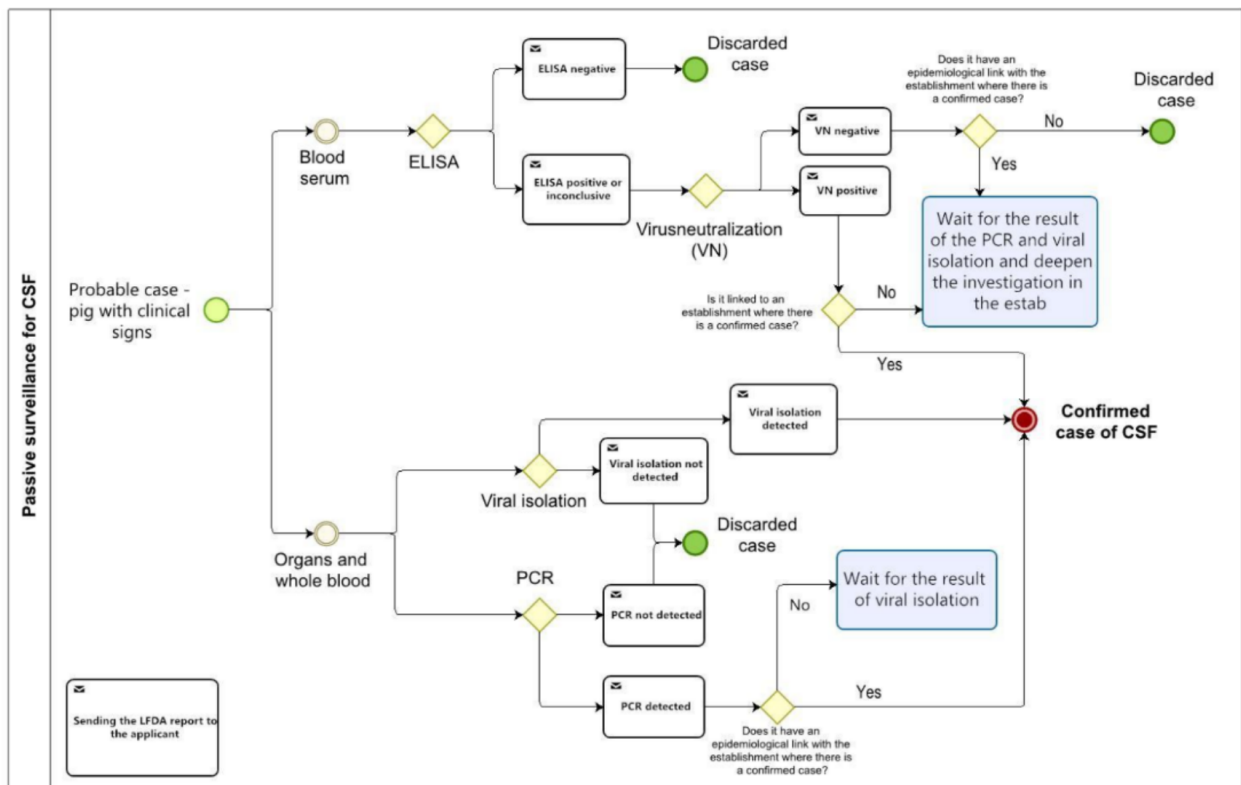 Passive surveillance for CSF
Probable case -
pig with clinical
signs
Blood
serum
ELISA
ELISA negative
Discarded
case
ELISA positive or
inconclusive
Virusneutralization
(VN)
VN negative
VN positive
Does it have an
epidemiological link with the
establishment where there is
a confirmed case?
No
Discarded
case
Yes
Wait for the result
of the PCR and viral
isolation and deepen
the investigation in
the estab
Is it linked to an
establishment where there
is a confirmed case?
No
Yes
Confirmed
case of CSF
Organs and
whole blood
Viral isolation
Viral isolation
detected
Viral isolation not
detected
Discarded
case
PCR
PCR not detected
PCR detected
Does it have an
epidemiological link with the
establishment where there is
a confirmed case?
No
Wait for the result
of viral isolation
Yes
Sending the LFDA report to
the applicant